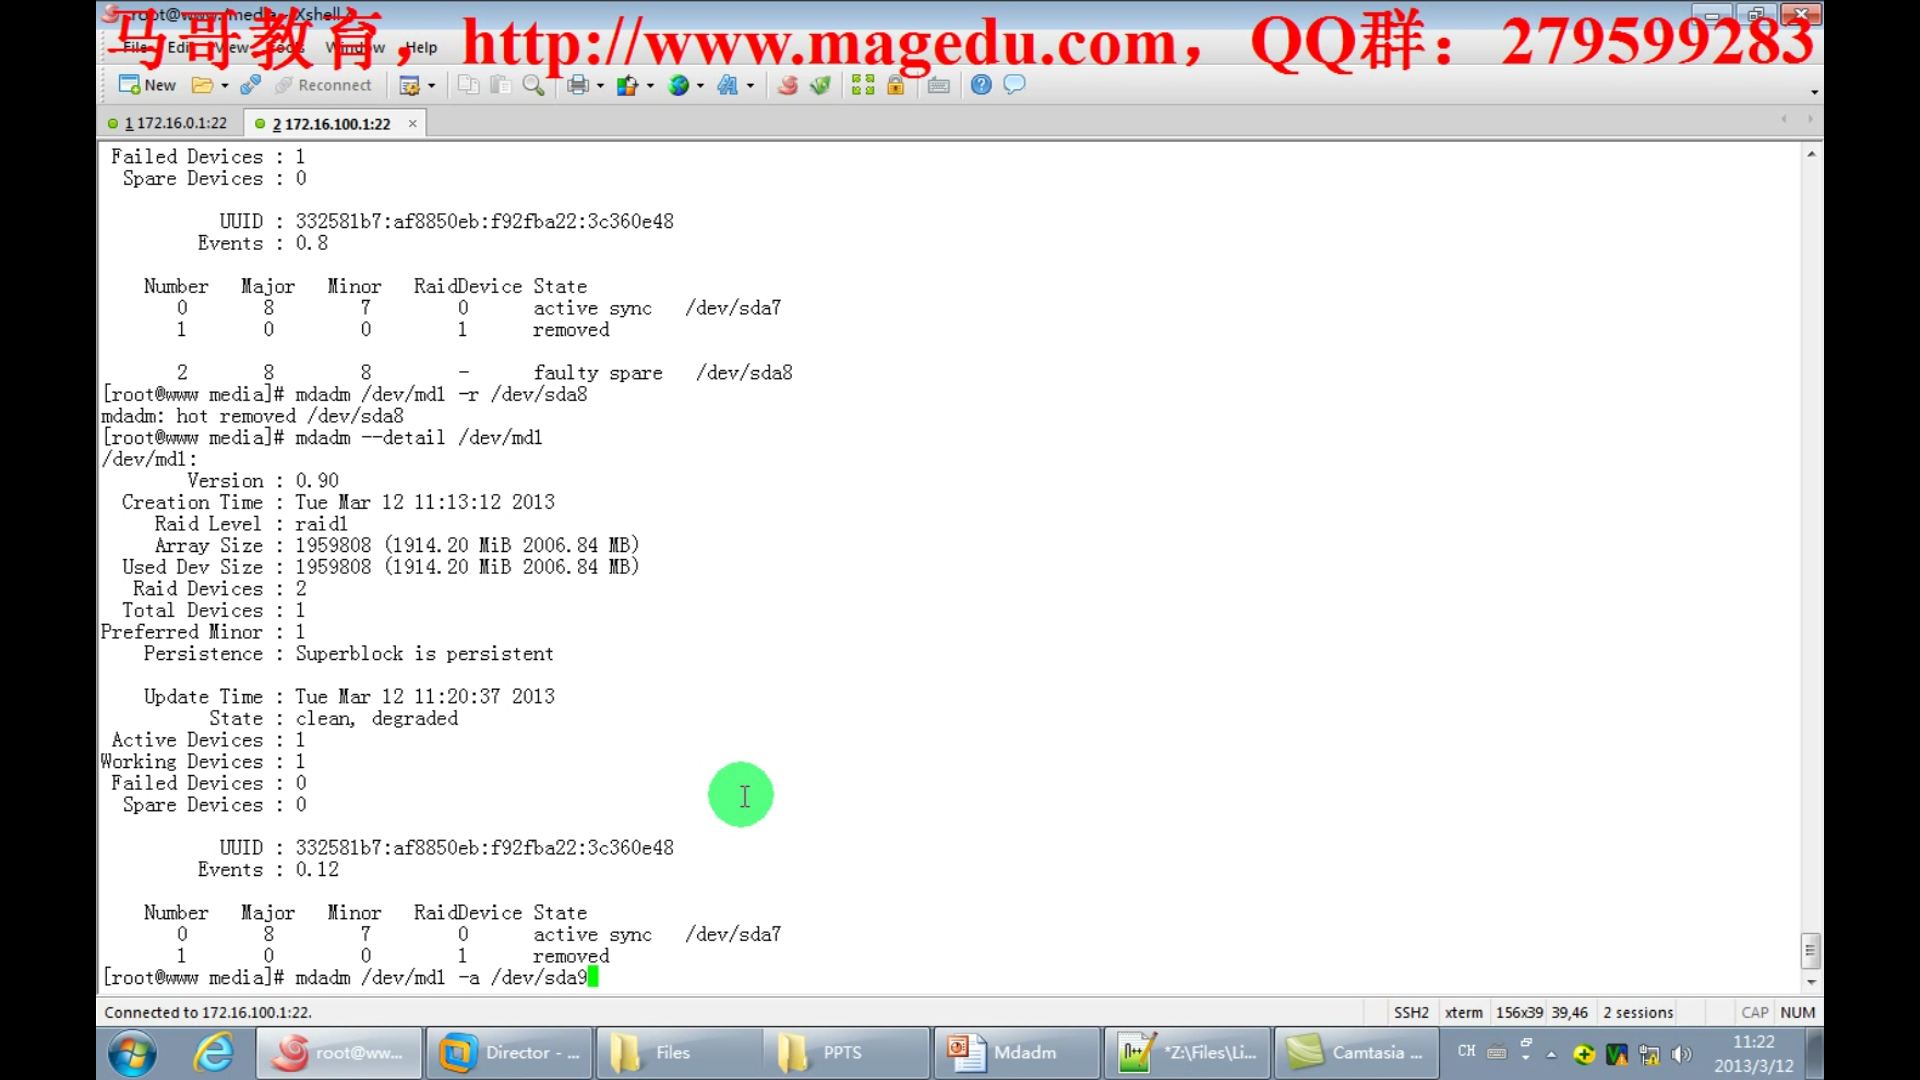 root@www:/media - Xshell
马哥教育，http://www.magedu.com，QQ群：279599283
File Edit View Tools Window Help
New Reconnect
1 172.16.0.1:22 2 172.16.100.1:22 ×
Failed Devices : 1
Spare Devices : 0
UUID : 332581b7:af8850eb:f92fba22:3c360e48
Events : 0.8
Number Major Minor RaidDevice State
0 8 7 0 active sync /dev/sda7
1 0 0 1 removed
2 8 8 - faulty spare /dev/sda8
[root@www media]# mdadm /dev/md1 -r /dev/sda8
mdadm: hot removed /dev/sda8
[root@www media]# mdadm --detail /dev/md1
/dev/md1:
Version : 0.90
Creation Time : Tue Mar 12 11:13:12 2013
Raid Level : raid1
Array Size : 1959808 (1914.20 MiB 2006.84 MB)
Used Dev Size : 1959808 (1914.20 MiB 2006.84 MB)
Raid Devices : 2
Total Devices : 1
Preferred Minor : 1
Persistence : Superblock is persistent
Update Time : Tue Mar 12 11:20:37 2013
State : clean, degraded
Active Devices : 1
Working Devices : 1
Failed Devices : 0
Spare Devices : 0
UUID : 332581b7:af8850eb:f92fba22:3c360e48
Events : 0.12
Number Major Minor RaidDevice State
0 8 7 0 active sync /dev/sda7
1 0 0 1 removed
[root@www media]# mdadm /dev/md1 -a /dev/sda9
Connected to 172.16.100.1:22. SSH2 xterm 156x39 39,46 2 sessions CAP NUM
root@ww... Director - ... Files PPTS Mdadm *Z:\Files\Li... Camtasia ... CH 11:22
2013/3/12